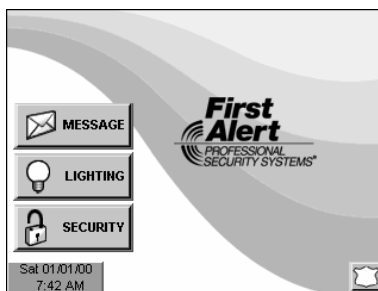 First
Alert
PROFESSIONAL
SECURITY SYSTEMS®
MESSAGE
LIGHTING
SECURITY
Sat 01/01/00
7:42 AM